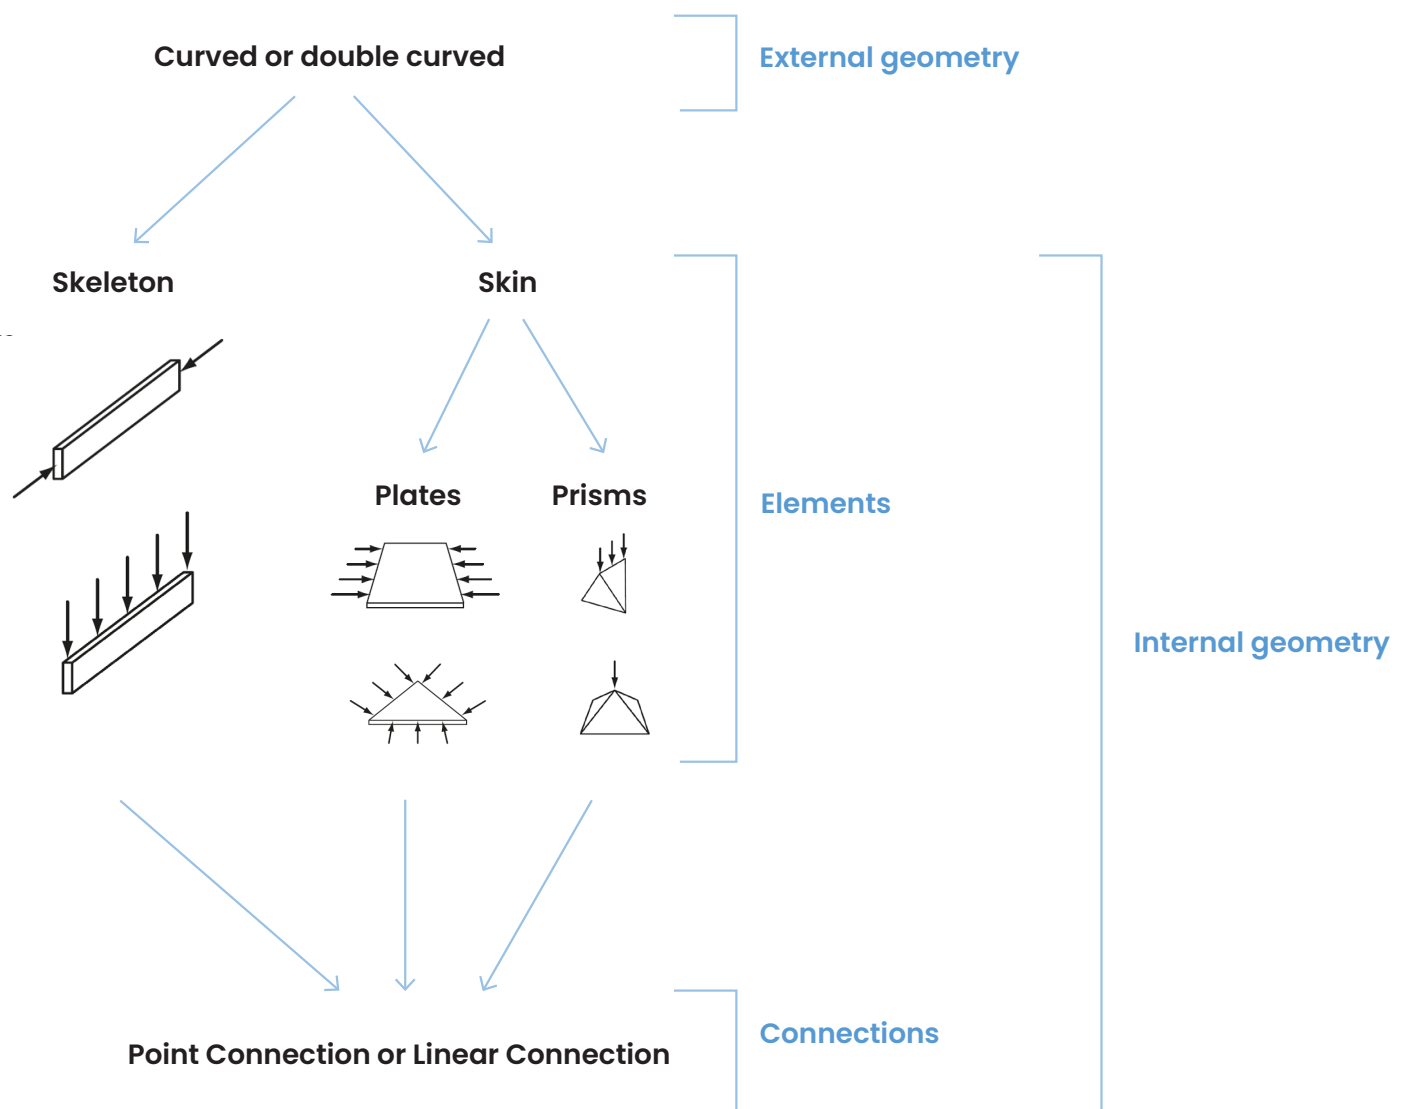 Curved or double curved
External geometry
Skeleton
Skin
Plates
Prisms
Elements
Internal geometry
Connections
Point Connection or Linear Connection